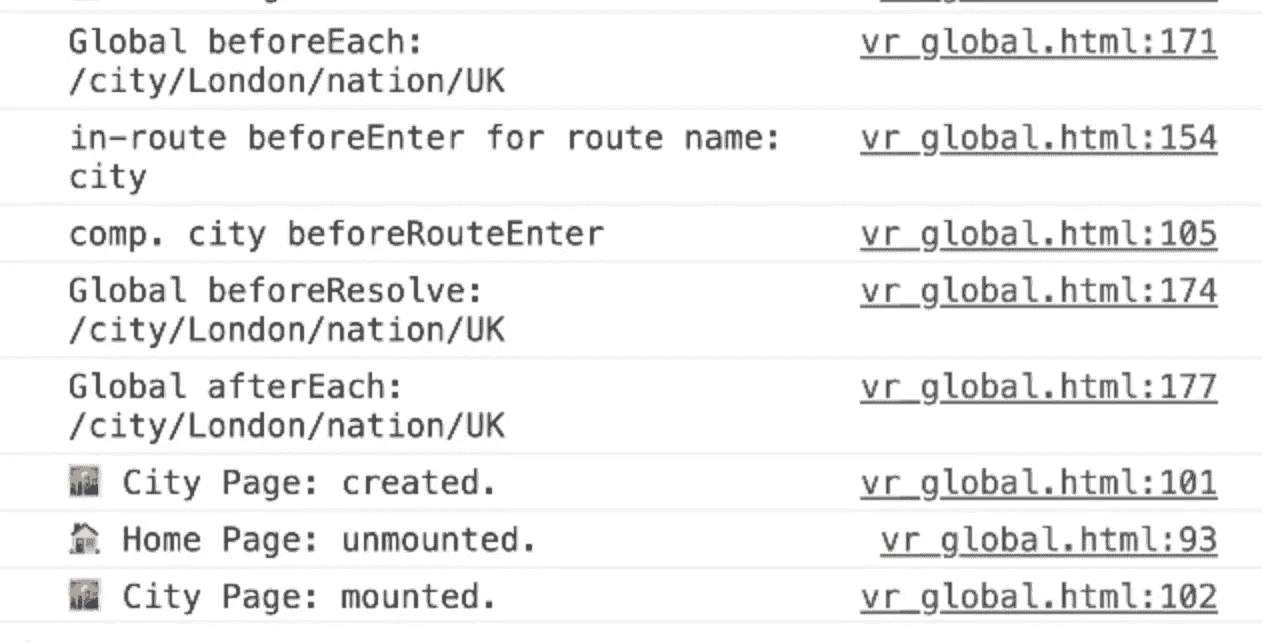 Global beforeEach: vr_global.html:171
/city/London/nation/UK
in-route beforeEnter for route name: vr_global.html:154
city
comp. city beforeRouteEnter vr_global.html:105
Global beforeResolve: vr_global.html:174
/city/London/nation/UK
Global afterEach: vr_global.html:177
/city/London/nation/UK
City Page: created. vr_global.html:101
Home Page: unmounted. vr_global.html:93
City Page: mounted. vr_global.html:102